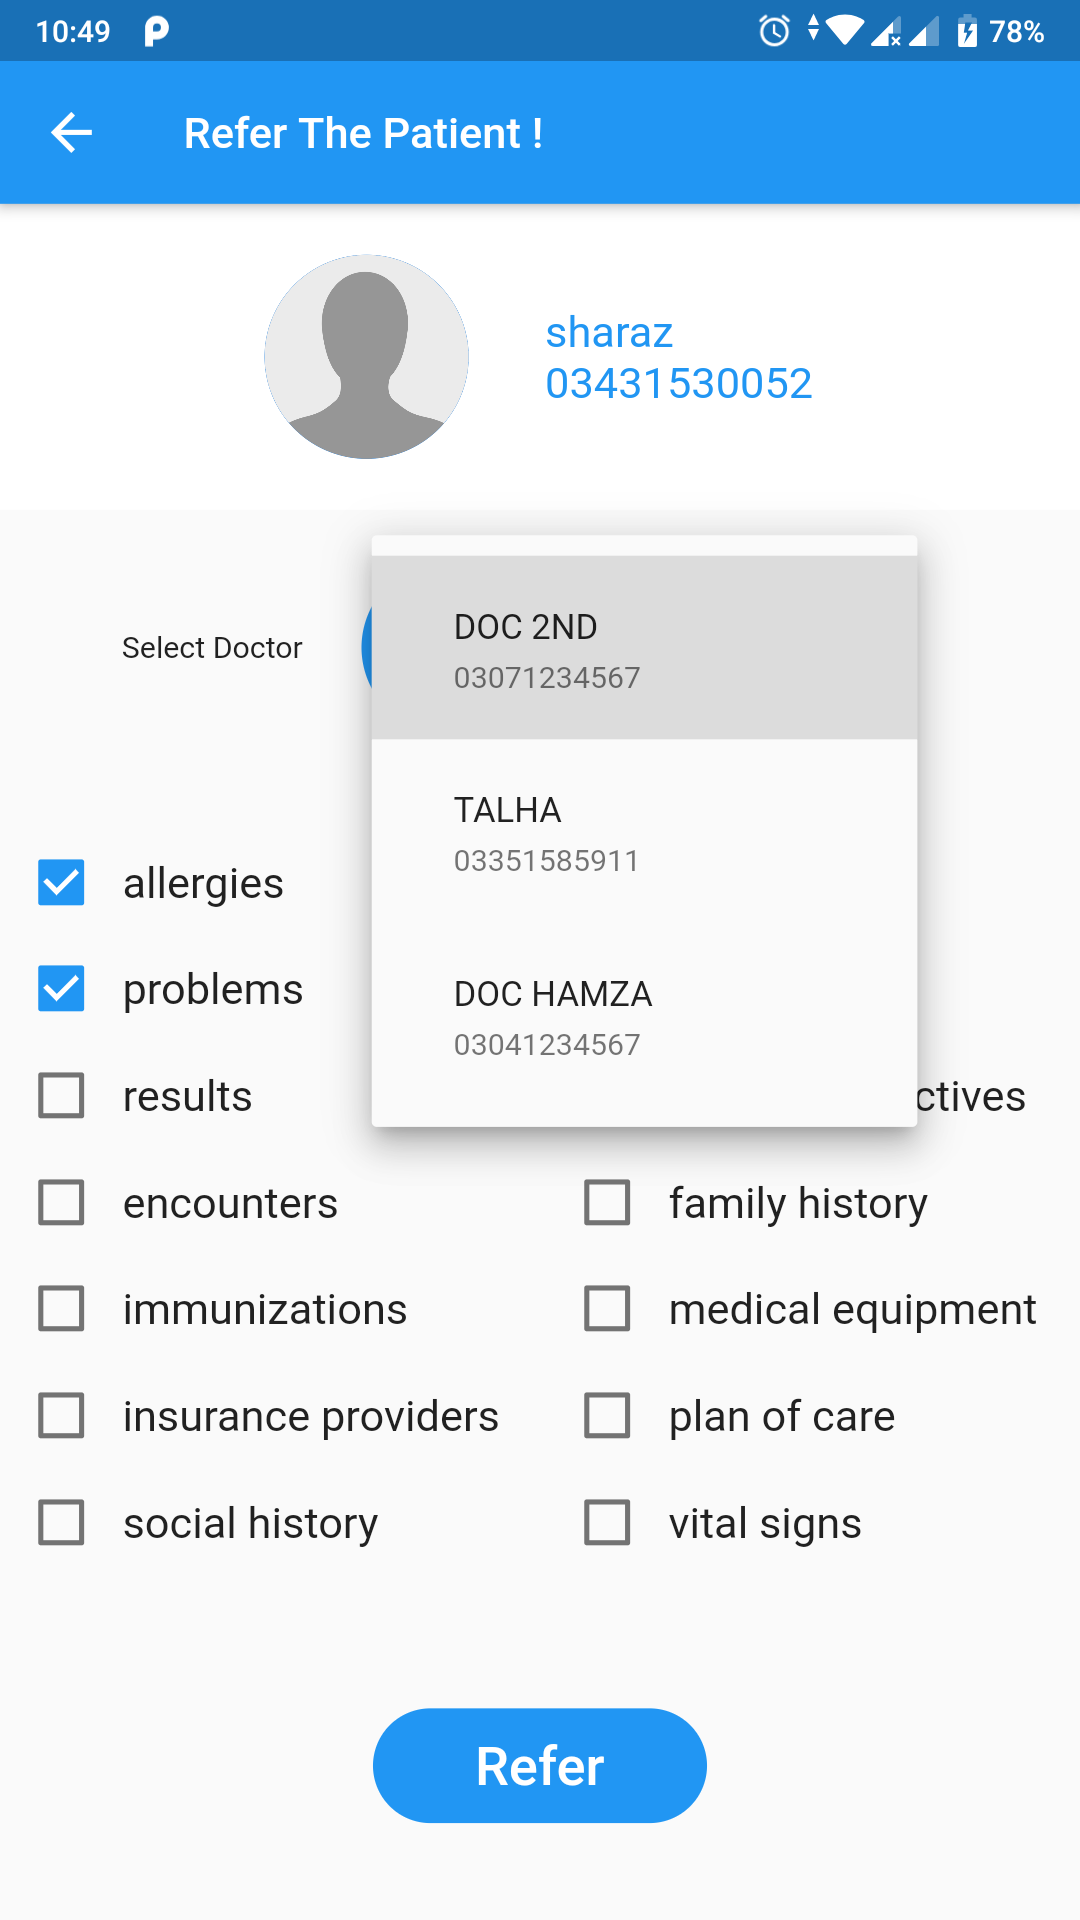 10:49 78%
Refer The Patient !
sharaz
03431530052
Select Doctor
DOC 2ND
03071234567
TALHA
03351585911
DOC HAMZA
03041234567
allergies
problems
results ctives
encounters family history
immunizations medical equipment
insurance providers plan of care
social history vital signs
Refer